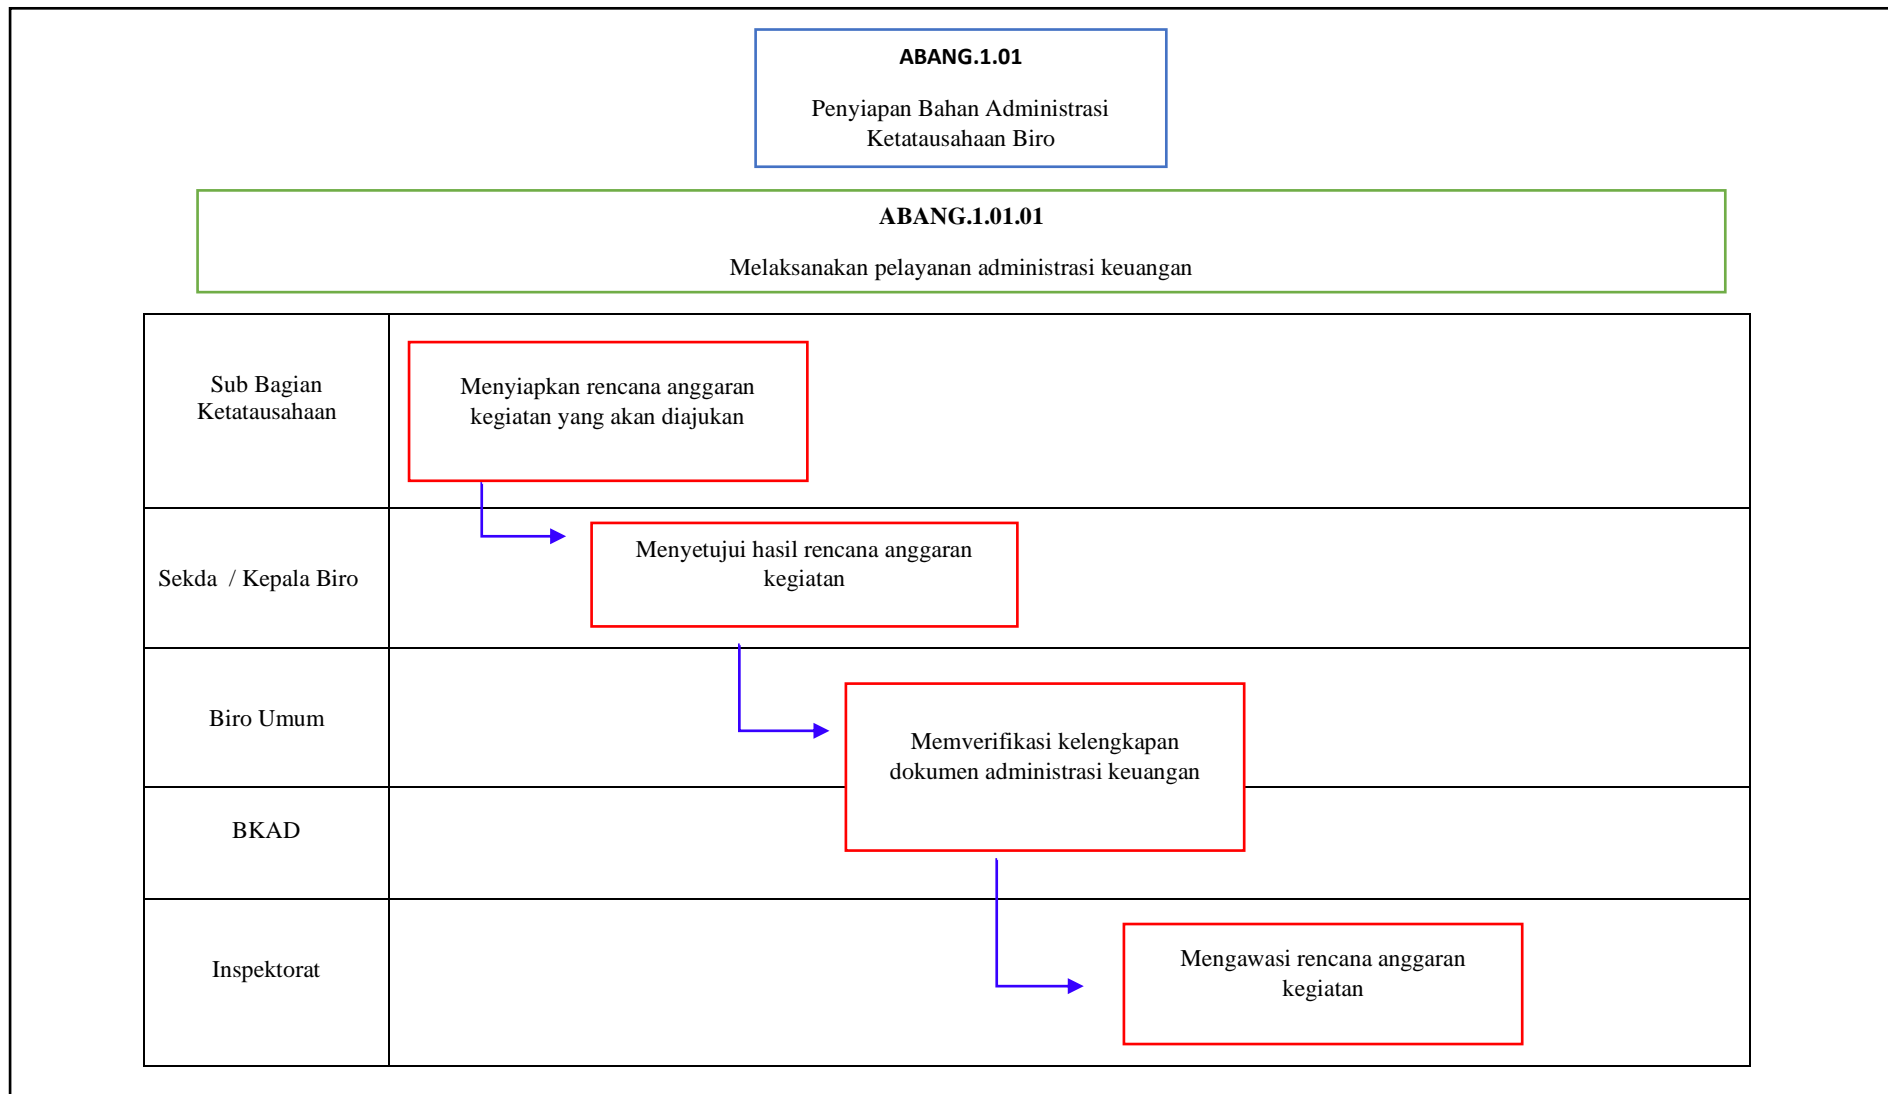 ABANG.1.01
Penyiapan Bahan Administrasi
Ketatausahaan Biro
ABANG.1.01.01
Melaksanakan pelayanan administrasi keuangan
Sub Bagian
Ketatausahaan
Menyiapkan rencana anggaran
kegiatan yang akan diajukan
Sekda / Kepala Biro
Menyetujui hasil rencana anggaran
kegiatan
Biro Umum
Memverifikasi kelengkapan
dokumen administrasi keuangan
BKAD
Inspektorat
Mengawasi rencana anggaran
kegiatan